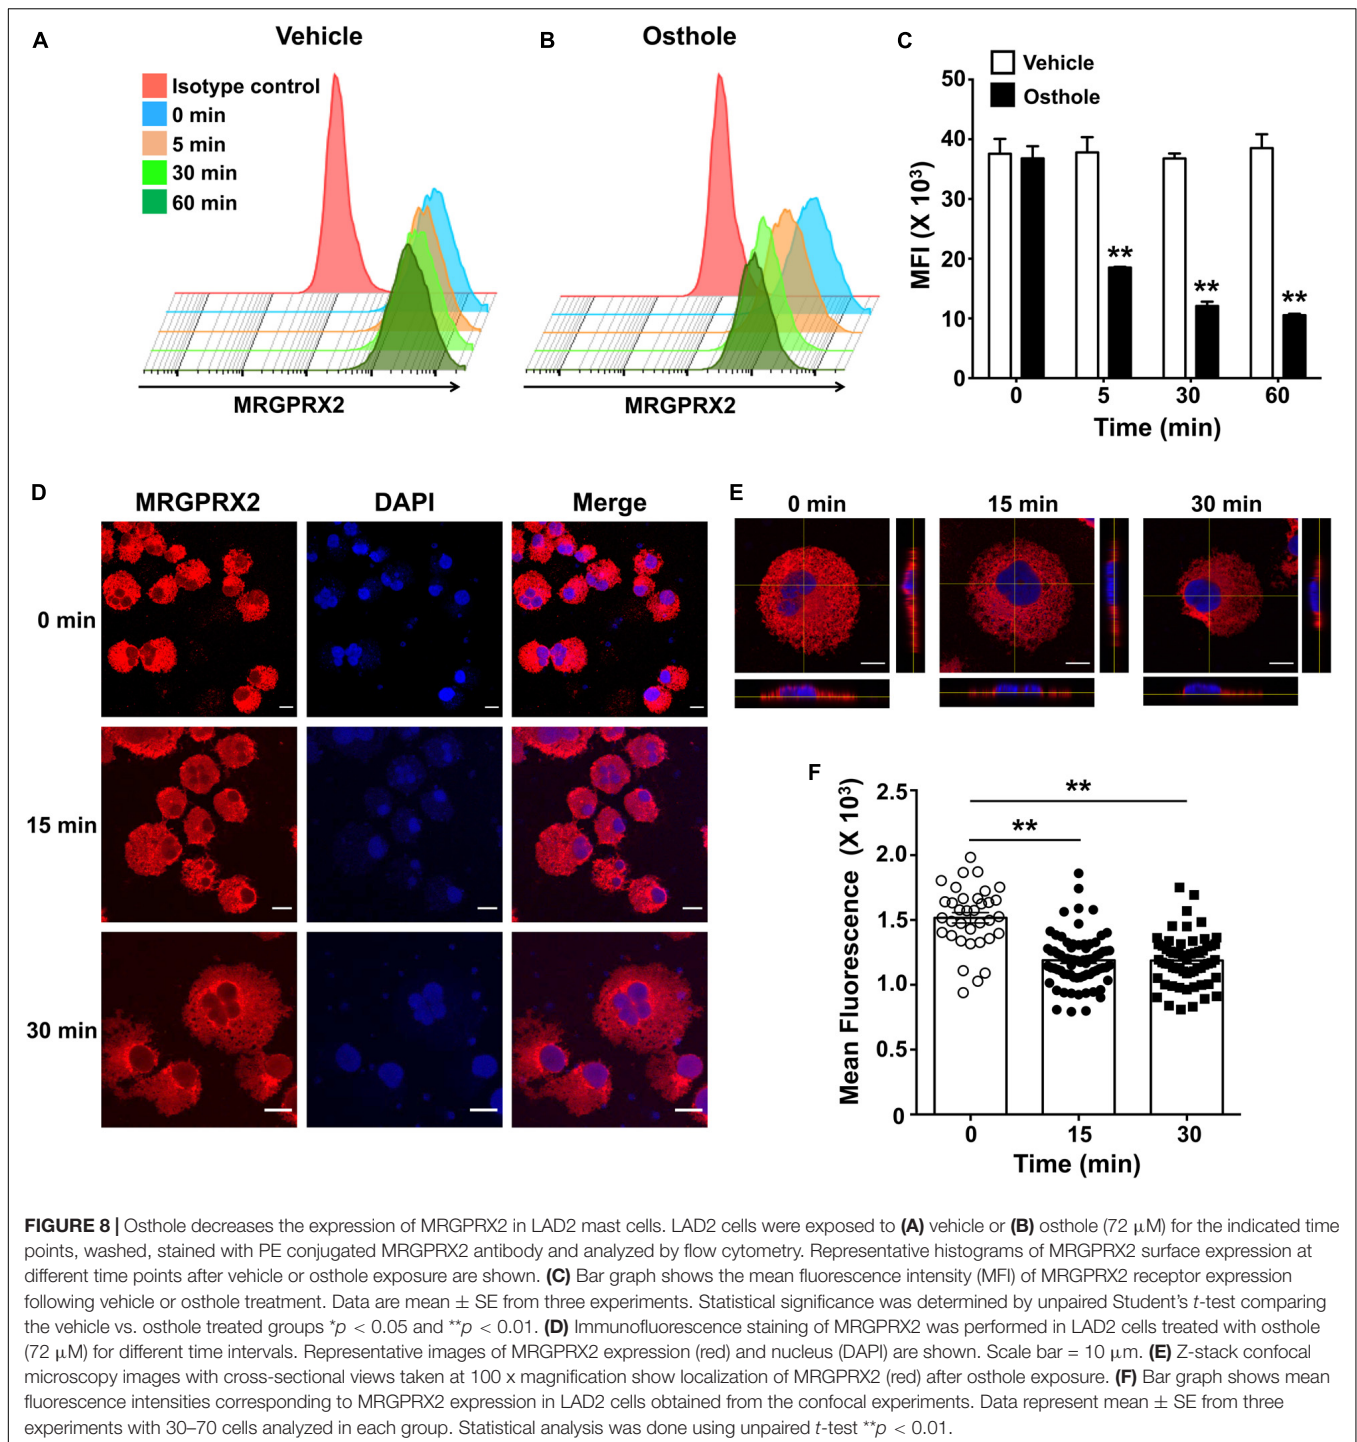 A
Vehicle
Isotype control
0 min
5 min
30 min
60 min
MRGPRX2
B
Osthole
MRGPRX2
C
Vehicle
Osthole
50
40
30
20
10
0
MFI (X 10³)
**
**
**
0 5 30 60
Time (min)
D
MRGPRX2 DAPI Merge
0 min
15 min
30 min
E
0 min 15 min 30 min
F
2.5
2.0
1.5
1.0
0.5
0
Mean Fluorescence (X 10³)
**
**
0 15 30
Time (min)
FIGURE 8 | Osthole decreases the expression of MRGPRX2 in LAD2 mast cells. LAD2 cells were exposed to (A) vehicle or (B) osthole (72 μM) for the indicated time
points, washed, stained with PE conjugated MRGPRX2 antibody and analyzed by flow cytometry. Representative histograms of MRGPRX2 surface expression at
different time points after vehicle or osthole exposure are shown. (C) Bar graph shows the mean fluorescence intensity (MFI) of MRGPRX2 receptor expression
following vehicle or osthole treatment. Data are mean ± SE from three experiments. Statistical significance was determined by unpaired Student's t-test comparing
the vehicle vs. osthole treated groups *p < 0.05 and **p < 0.01. (D) Immunofluorescence staining of MRGPRX2 was performed in LAD2 cells treated with osthole
(72 μM) for different time intervals. Representative images of MRGPRX2 expression (red) and nucleus (DAPI) are shown. Scale bar = 10 μm. (E) Z-stack confocal
microscopy images with cross-sectional views taken at 100 x magnification show localization of MRGPRX2 (red) after osthole exposure. (F) Bar graph shows mean
fluorescence intensities corresponding to MRGPRX2 expression in LAD2 cells obtained from the confocal experiments. Data represent mean ± SE from three
experiments with 30–70 cells analyzed in each group. Statistical analysis was done using unpaired t-test **p < 0.01.